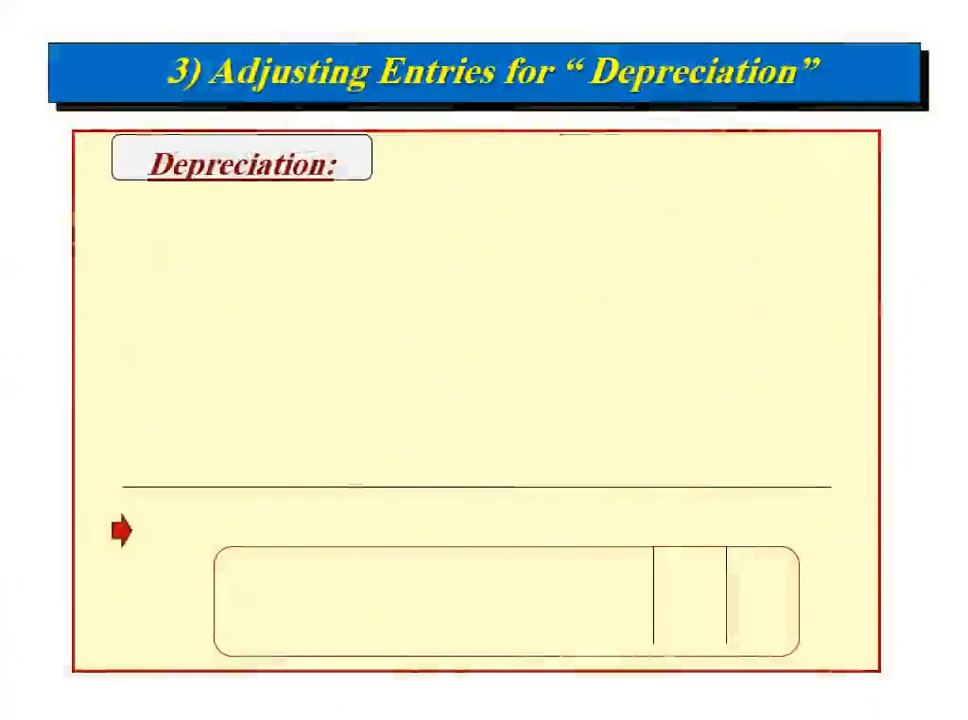 3) Adjusting Entries for “ Depreciation”
Depreciation: